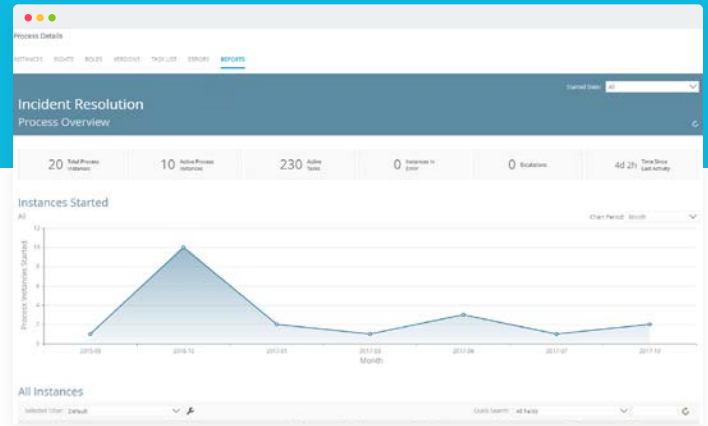 Process Details
INSTANCES RIGHTS ROLES VERSIONS TASK LIST ERRORS REPORTS
Started Date: All
Incident Resolution
Process Overview
20 Total Process Instances
10 Active Process Instances
230 Active Tasks
0 Instances In Error
0 Escalations
4d 2h Time Since Last Activity
Instances Started
All
Chart Period: Month
Process Instances Started
12
10
8
6
4
2
0
2016-10 2017-01 2017-03 2017-06 2017-07 2017-10
Month
All Instances
Selected Filter: Default
Quick Search: All fields